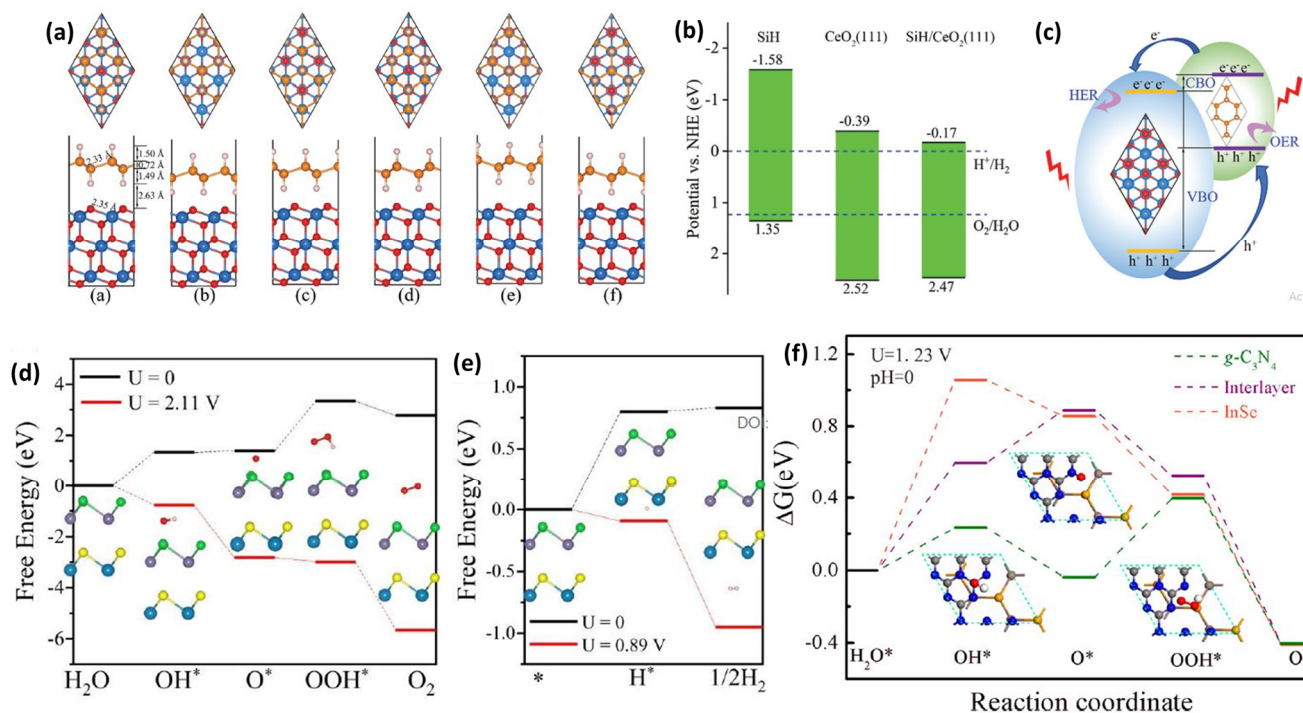 (a)
1.50 Å
2.33
0.72
1.49 Å
2.63 Å
2.35 Å
(a) (b) (c) (d) (e) (f)
(b)
SiH CeO₂(111) SiH/CeO₂(111)
Potential vs. NHE (eV)
-2
-1
0
1
2
-1.58
-0.39
-0.17
H⁺/H₂
O₂/H₂O
1.35
2.52
2.47
(c)
e⁻
e⁻e⁻e⁻
e⁻e⁻e⁻
CBO
HER
OER
h⁺ h⁺ h⁺
VBO
h⁺ h⁺ h⁺
h⁺
Ac
(d)
U = 0
U = 2.11 V
Free Energy (eV)
4
2
0
-2
-4
-6
H₂O OH* O* OOH* O₂
(e)
Free Energy (eV)
1.0
0.5
0.0
-0.5
-1.0
DO
U = 0
U = 0.89 V
* H* 1/2H₂
(f)
U=1. 23 V
pH=0
g-C₃N₄
Interlayer
InSe
ΔG(eV)
1.2
0.8
0.4
0.0
-0.4
H₂O* OH* O* OOH* O
Reaction coordinate